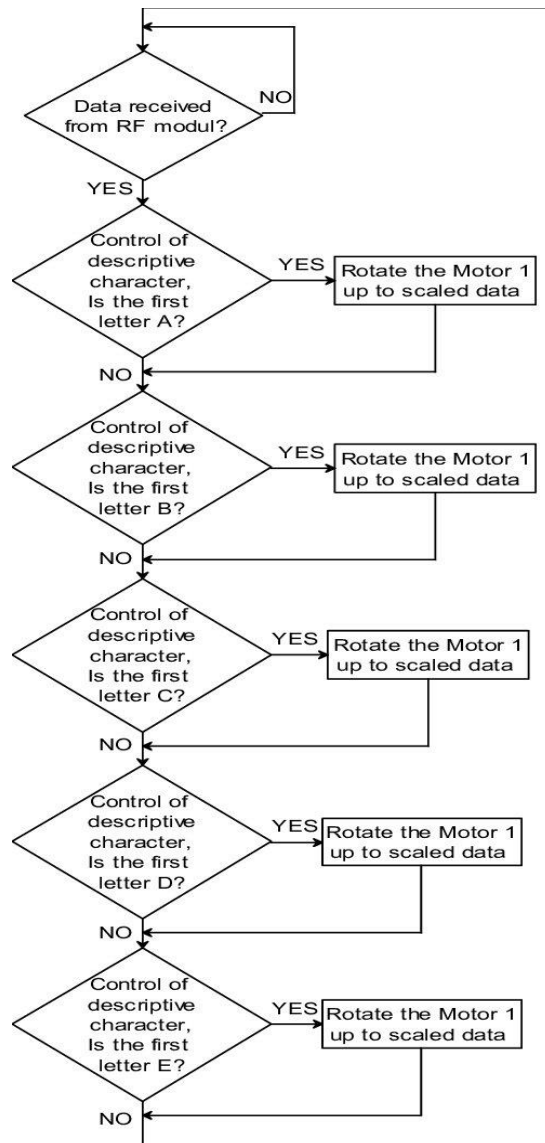 Data received
from RF modul?
NO
YES
Control of
descriptive
character,
Is the first
letter A?
YES
Rotate the Motor 1
up to scaled data
NO
Control of
descriptive
character,
Is the first
letter B?
YES
Rotate the Motor 1
up to scaled data
NO
Control of
descriptive
character,
Is the first
letter C?
YES
Rotate the Motor 1
up to scaled data
NO
Control of
descriptive
character,
Is the first
letter D?
YES
Rotate the Motor 1
up to scaled data
NO
Control of
descriptive
character,
Is the first
letter E?
YES
Rotate the Motor 1
up to scaled data
NO